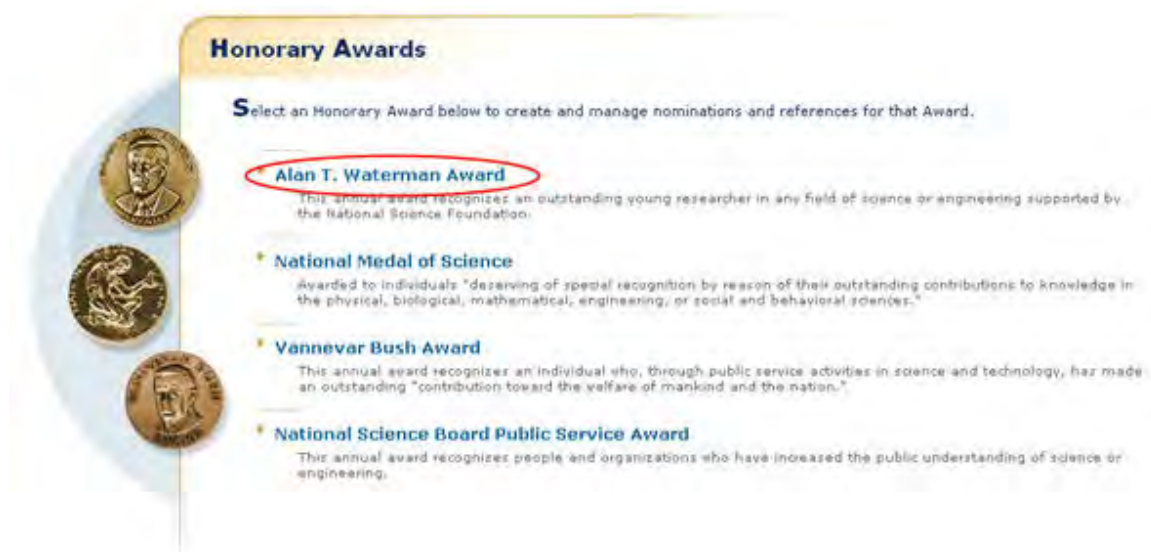 Honorary Awards
Select an Honorary Award below to create and manage nominations and references for that Award.
Alan T. Waterman Award
This annual award recognizes an outstanding young researcher in any field of science or engineering supported by
the National Science Foundation.
National Medal of Science
Awarded to individuals "deserving of special recognition by reason of their outstanding contributions to knowledge in
the physical, biological, mathematical, engineering, or social and behavioral sciences."
Vannevar Bush Award
This annual award recognizes an individual who, through public service activities in science and technology, has made
an outstanding "contribution toward the welfare of mankind and the nation."
National Science Board Public Service Award
This annual award recognizes people and organizations who have increased the public understanding of science or
engineering.